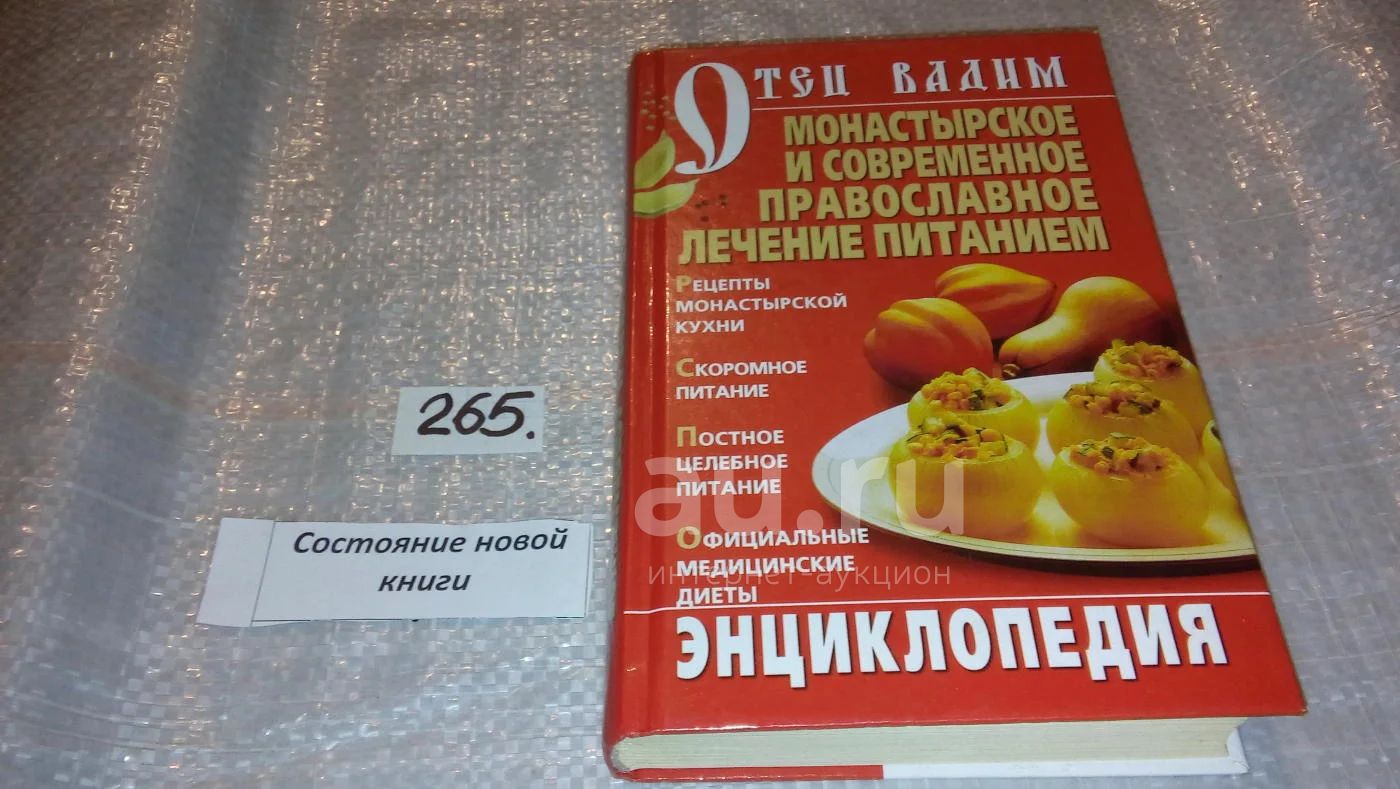 Отец Вадим
МОНАСТЫРСКОЕ
И СОВРЕМЕННОЕ
ПРАВОСЛАВНОЕ
ЛЕЧЕНИЕ ПИТАНИЕМ
Рецепты
монастырской
кухни
Скоромное
питание
Постное
целебное
питание
Официальные
медицинские
диеты
ЭНЦИКЛОПЕДИЯ
265.
Состояние новой
книги
au.ru
интернет-аукцион